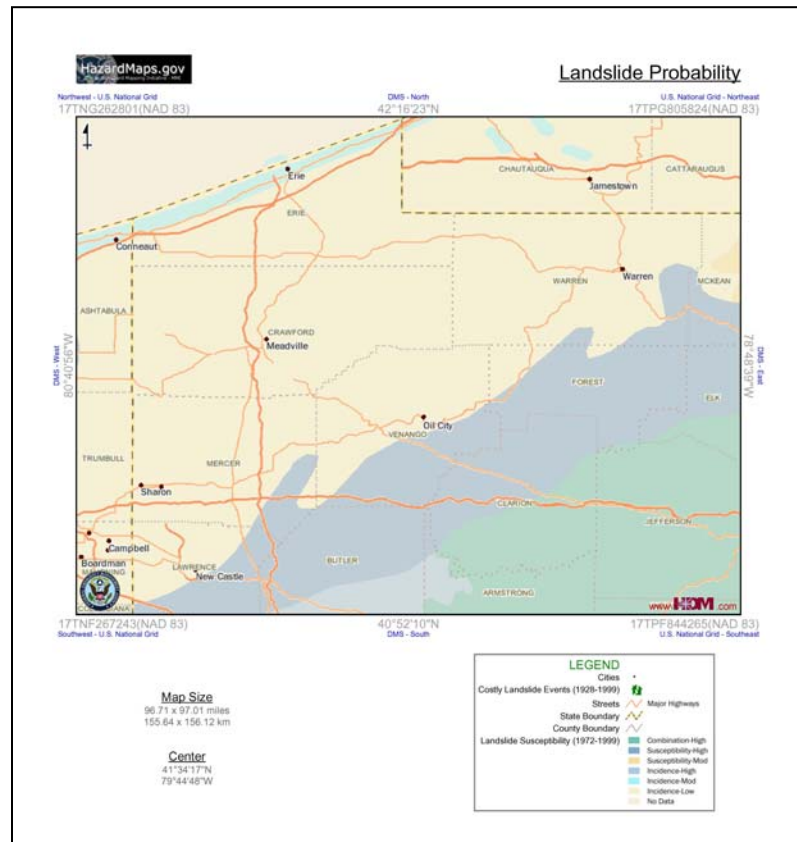 HazardMaps.gov
Landslide Probability
Northwest - U.S. National Grid
DMS - North
U.S. National Grid - Northeast
17TNG262801(NAD 83)
42°16'23"N
17TPG805824(NAD 83)
Erie
CHAUTAUQUA
CATTARAUGUS
Jamestown
ERIE
Conneaut
Warren
WARREN
MCKEAN
ASHTABULA
CRAWFORD
Meadville
DMS - West
80°40'56"W
78°48'39"W
DMS - East
FOREST
ELK
Oil City
VENANGO
TRUMBULL
MERCER
Sharon
CLARION
JEFFERSON
Campbell
Boardman
BUTLER
LAWRENCE
New Castle
ARMSTRONG
www.HDM.com
17TNF267243(NAD 83)
40°52'10"N
17TPF844265(NAD 83)
Southwest - U.S. National Grid
DMS - South
U.S. National Grid - Southeast
Map Size
96.71 x 97.01 miles
155.64 x 156.12 km
Center
41°34'17"N
79°44'48"W
LEGEND
Cities
Costly Landslide Events (1928-1999)
Streets
Major Highways
State Boundary
County Boundary
Landslide Susceptibility (1972-1999)
Combination-High
Susceptibility-High
Susceptibility-Mod
Incidence-High
Incidence-Mod
Incidence-Low
No Data